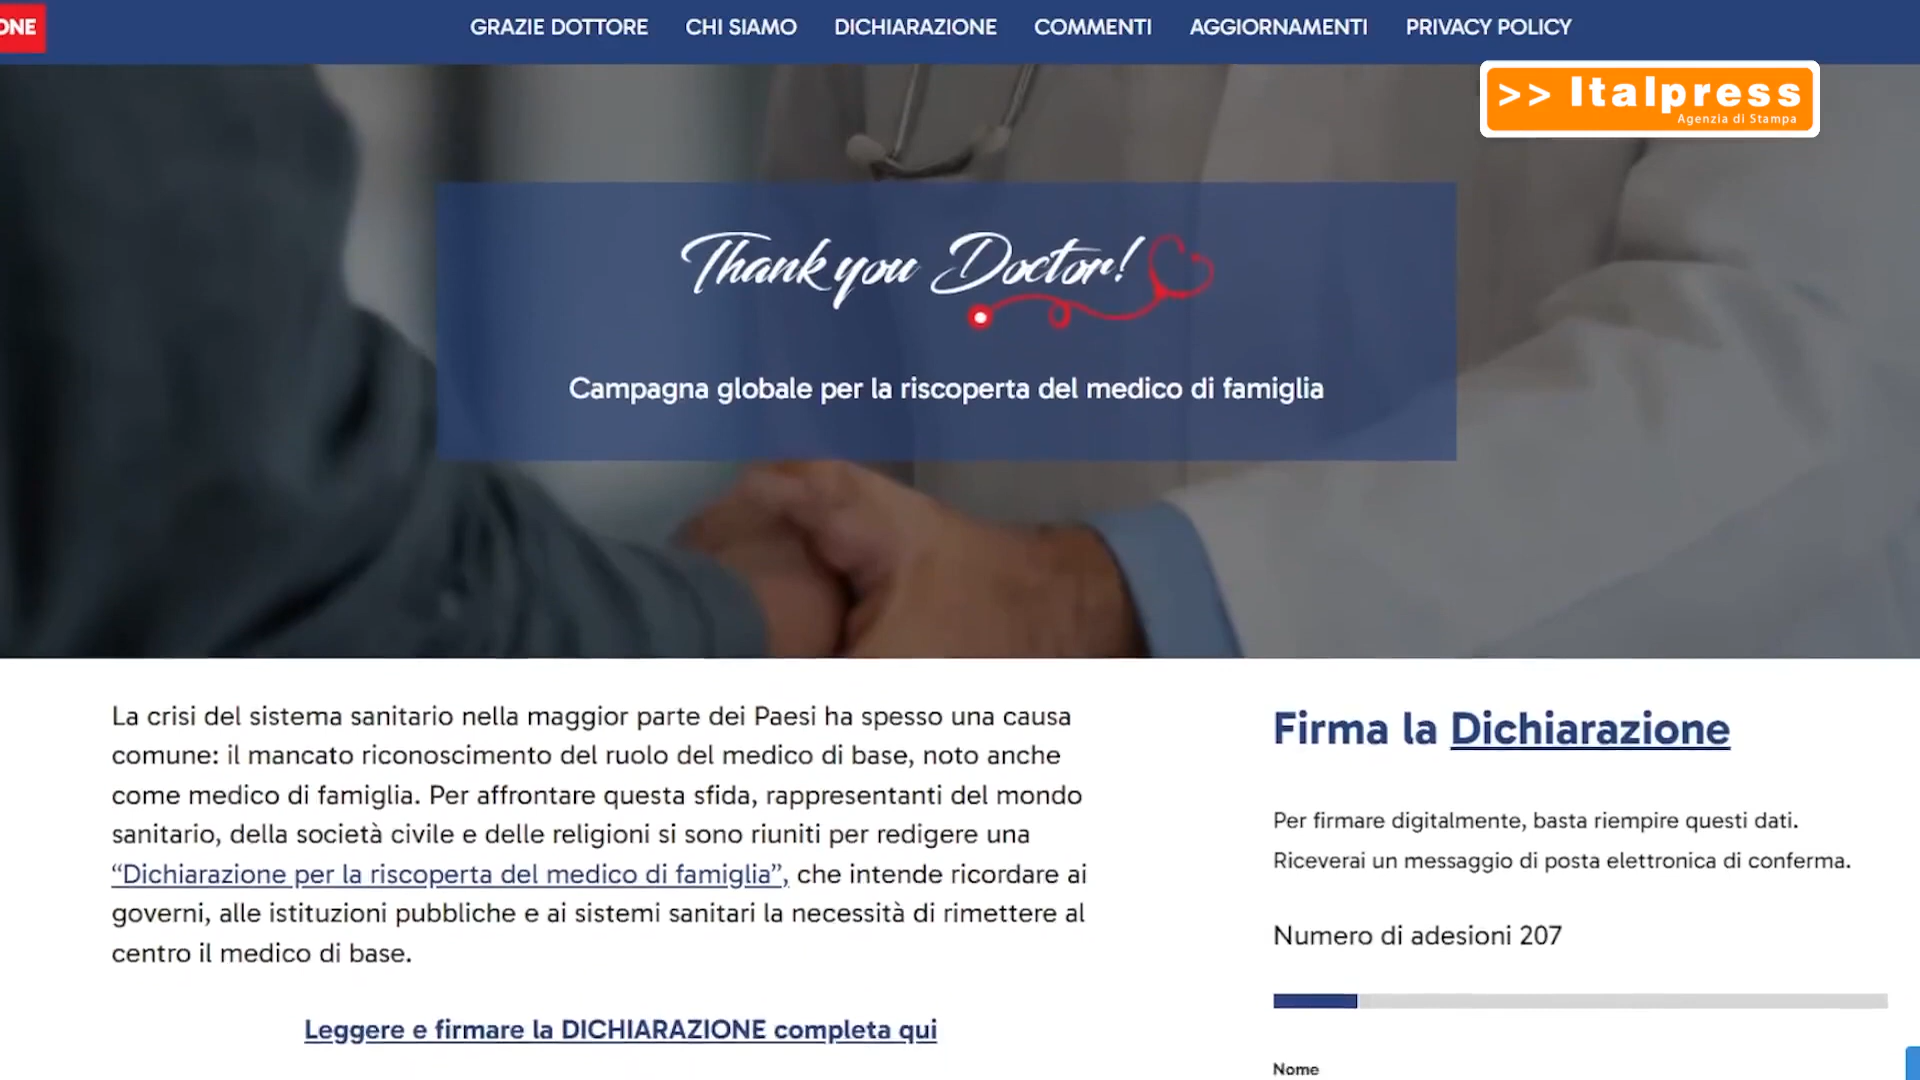 ONE
GRAZIE DOTTORE CHI SIAMO DICHIARAZIONE COMMENTI AGGIORNAMENTI PRIVACY POLICY
>> Italpress
Agenzia di Stampa
Thank you Doctor!
Campagna globale per la riscoperta del medico di famiglia
La crisi del sistema sanitario nella maggior parte dei Paesi ha spesso una causa
comune: il mancato riconoscimento del ruolo del medico di base, noto anche
come medico di famiglia. Per affrontare questa sfida, rappresentanti del mondo
sanitario, della società civile e delle religioni si sono riuniti per redigere una
“Dichiarazione per la riscoperta del medico di famiglia”, che intende ricordare ai
governi, alle istituzioni pubbliche e ai sistemi sanitari la necessità di rimettere al
centro il medico di base.
Leggere e firmare la DICHIARAZIONE completa qui
Firma la Dichiarazione
Per firmare digitalmente, basta riempire questi dati.
Riceverai un messaggio di posta elettronica di conferma.
Numero di adesioni 207
Nome